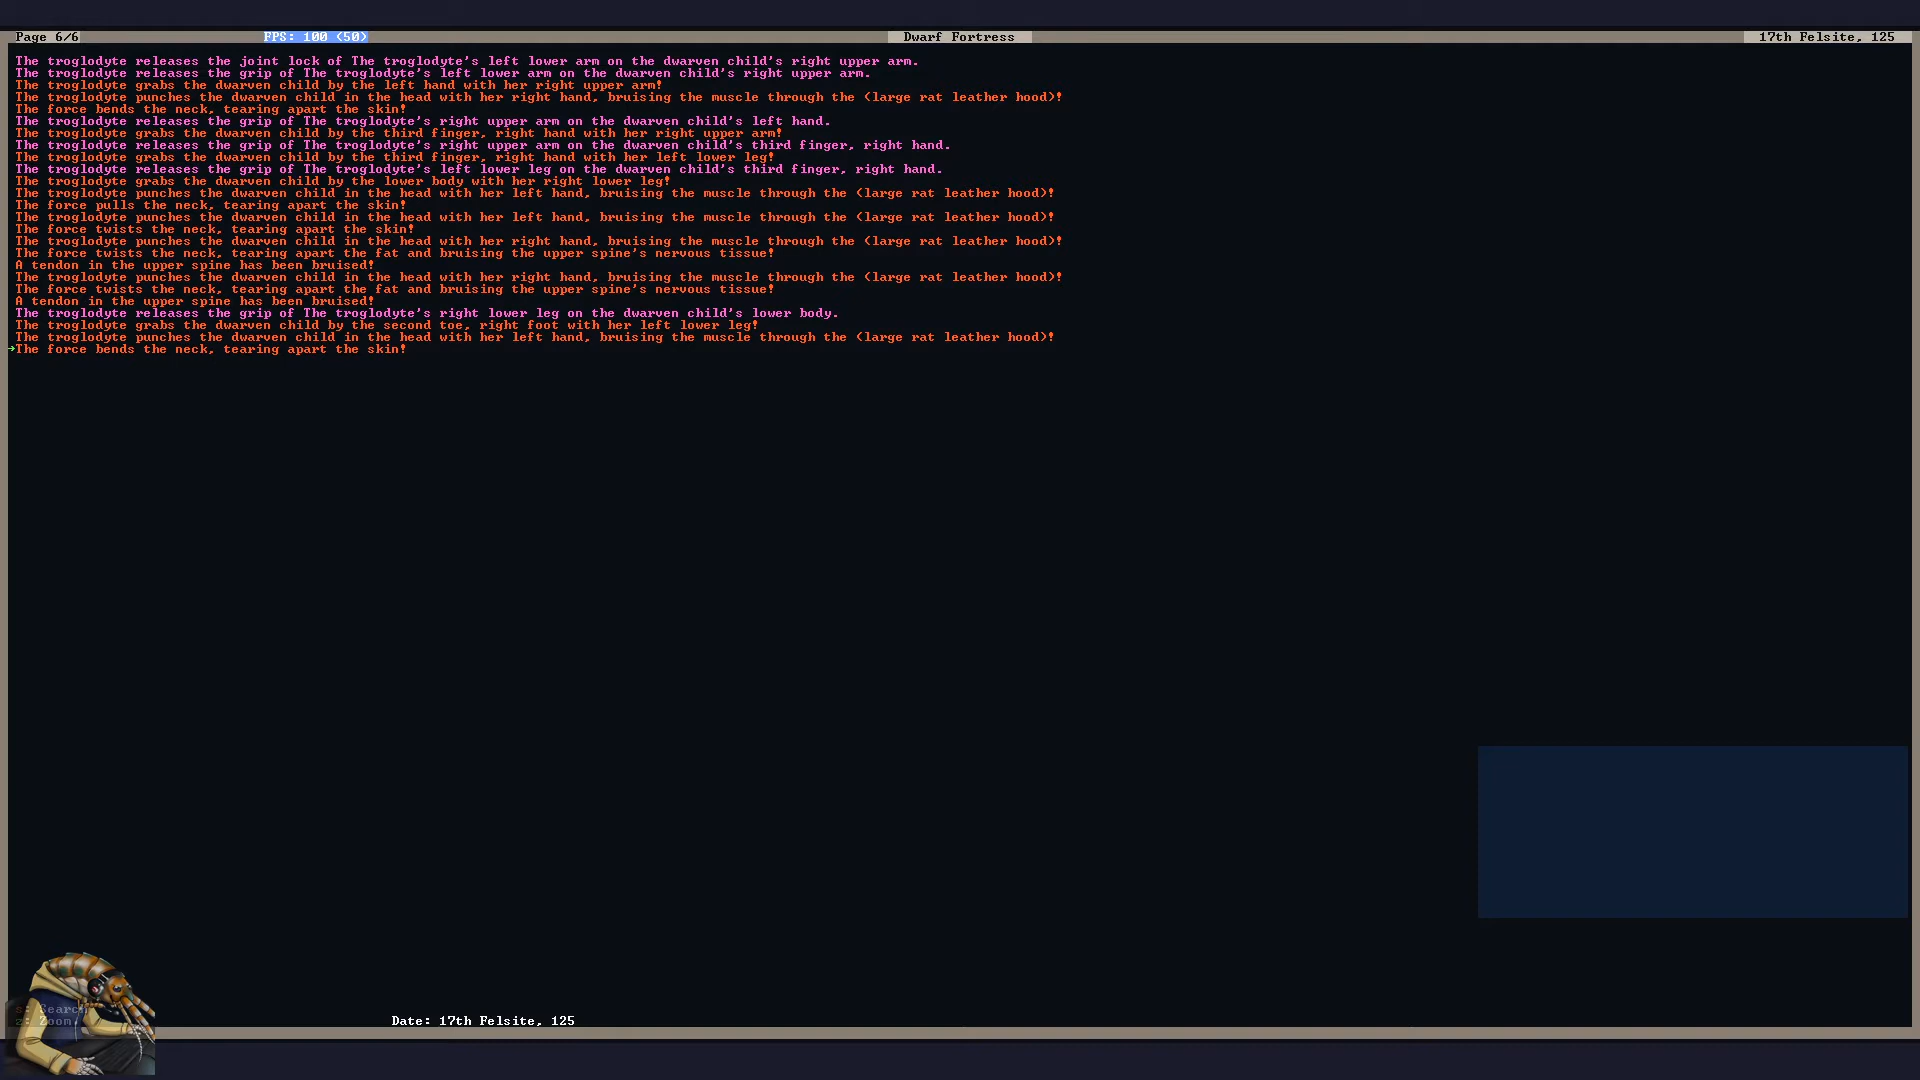 Page 6/6 FPS: 100 (50) Dwarf Fortress 17th Felsite, 125
The troglodyte releases the joint lock of The troglodyte's left lower arm on the dwarven child's right upper arm.
The troglodyte releases the grip of The troglodyte's left lower arm on the dwarven child's right upper arm.
The troglodyte grabs the dwarven child by the left hand with her right upper arm!
The troglodyte punches the dwarven child in the head with her right hand, bruising the muscle through the (large rat leather hood)!
The force bends the neck, tearing apart the skin!
The troglodyte releases the grip of The troglodyte's right upper arm on the dwarven child's left hand.
The troglodyte grabs the dwarven child by the third finger, right hand with her right upper arm!
The troglodyte releases the grip of The troglodyte's right upper arm on the dwarven child's third finger, right hand.
The troglodyte grabs the dwarven child by the third finger, right hand with her left lower leg!
The troglodyte releases the grip of The troglodyte's left lower leg on the dwarven child's third finger, right hand.
The troglodyte grabs the dwarven child by the lower body with her right lower leg!
The troglodyte punches the dwarven child in the head with her left hand, bruising the muscle through the (large rat leather hood)!
The force pulls the neck, tearing apart the skin!
The troglodyte punches the dwarven child in the head with her left hand, bruising the muscle through the (large rat leather hood)!
The force twists the neck, tearing apart the skin!
The troglodyte punches the dwarven child in the head with her right hand, bruising the muscle through the (large rat leather hood)!
The force twists the neck, tearing apart the fat and bruising the upper spine's nervous tissue!
A tendon in the upper spine has been bruised!
The troglodyte punches the dwarven child in the head with her right hand, bruising the muscle through the (large rat leather hood)!
The force twists the neck, tearing apart the fat and bruising the upper spine's nervous tissue!
A tendon in the upper spine has been bruised!
The troglodyte releases the grip of The troglodyte's right lower leg on the dwarven child's lower body.
The troglodyte grabs the dwarven child by the second toe, right foot with her left lower leg!
The troglodyte punches the dwarven child in the head with her left hand, bruising the muscle through the (large rat leather hood)!
→The force bends the neck, tearing apart the skin!
s: Search
z: Zoom
Date: 17th Felsite, 125